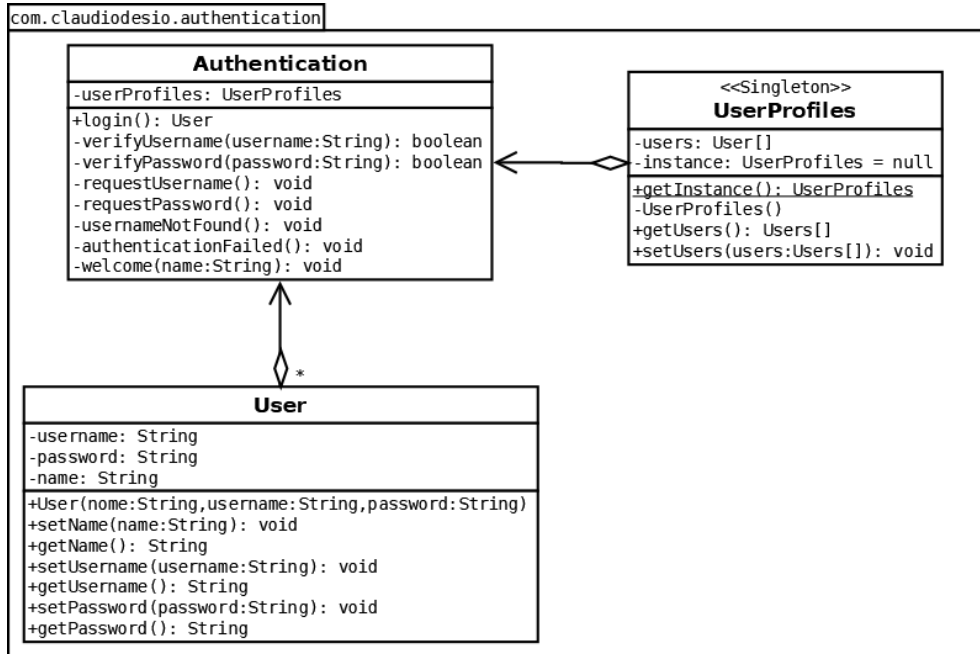 com.claudiodesio.authentication
Authentication
-userProfiles: UserProfiles
+login(): User
-verifyUsername(username:String): boolean
-verifyPassword(password:String): boolean
-requestUsername(): void
-requestPassword(): void
-usernameNotFound(): void
-authenticationFailed(): void
-welcome(name:String): void
<<Singleton>>
UserProfiles
-users: User[]
-instance: UserProfiles = null
+getInstance(): UserProfiles
-UserProfiles()
+getUsers(): Users[]
+setUsers(users:Users[]): void
*
User
-username: String
-password: String
-name: String
+User(nome:String,username:String,password:String)
+setName(name:String): void
+getName(): String
+setUsername(username:String): void
+getUsername(): String
+setPassword(password:String): void
+getPassword(): String